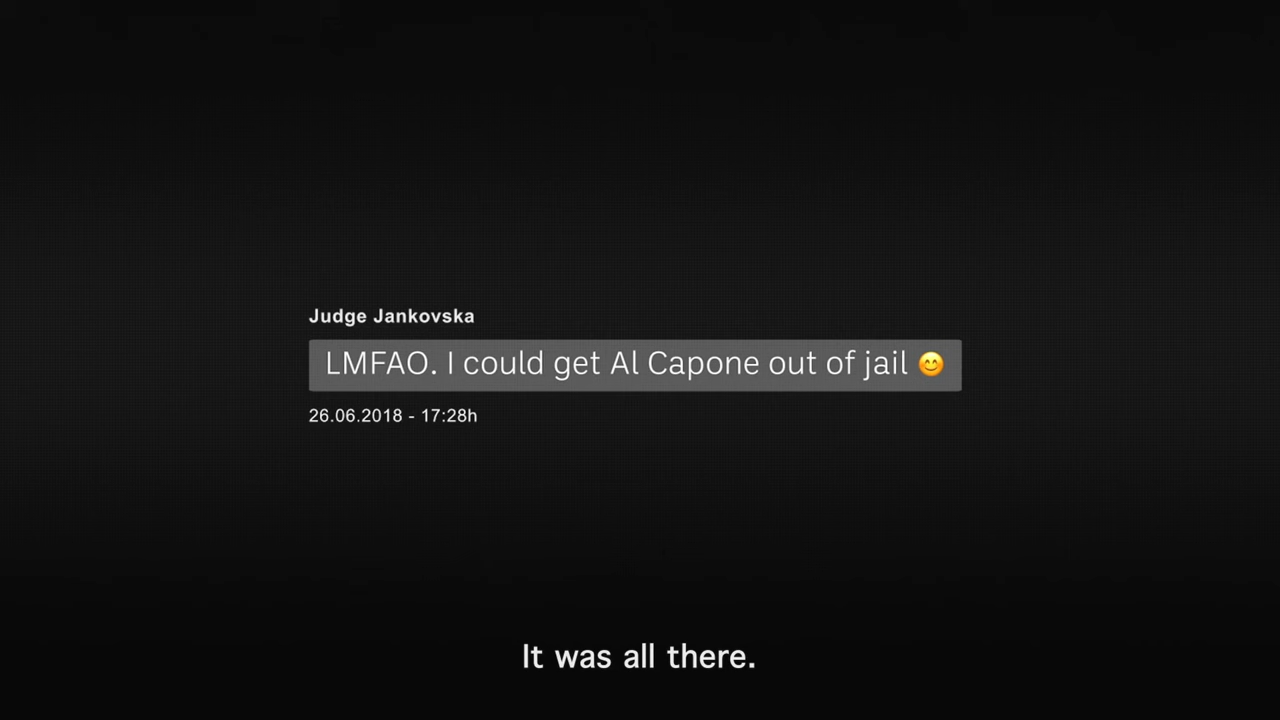 Judge Jankovska
LMFAO. I could get Al Capone out of jail 😊
26.06.2018 - 17:28h
It was all there.